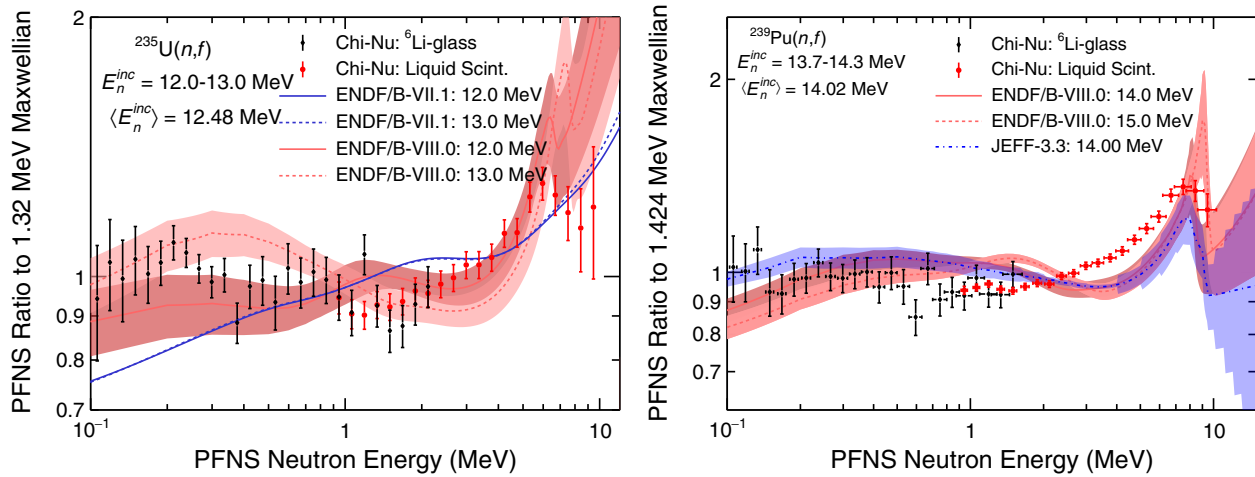 2
1
0.9
0.8
0.7
10⁻¹
1
10
PFNS Ratio to 1.32 MeV Maxwellian
PFNS Neutron Energy (MeV)
²³⁵U(n,f)
E_n^{inc} = 12.0-13.0 MeV
⟨E_n^{inc}⟩ = 12.48 MeV
Chi-Nu: ⁶Li-glass
Chi-Nu: Liquid Scint.
ENDF/B-VII.1: 12.0 MeV
ENDF/B-VII.1: 13.0 MeV
ENDF/B-VIII.0: 12.0 MeV
ENDF/B-VIII.0: 13.0 MeV
2
1
0.9
0.8
0.7
10⁻¹
1
10
PFNS Ratio to 1.424 MeV Maxwellian
PFNS Neutron Energy (MeV)
²³⁹Pu(n,f)
E_n^{inc} = 13.7-14.3 MeV
⟨E_n^{inc}⟩ = 14.02 MeV
Chi-Nu: ⁶Li-glass
Chi-Nu: Liquid Scint.
ENDF/B-VIII.0: 14.0 MeV
ENDF/B-VIII.0: 15.0 MeV
JEFF-3.3: 14.00 MeV